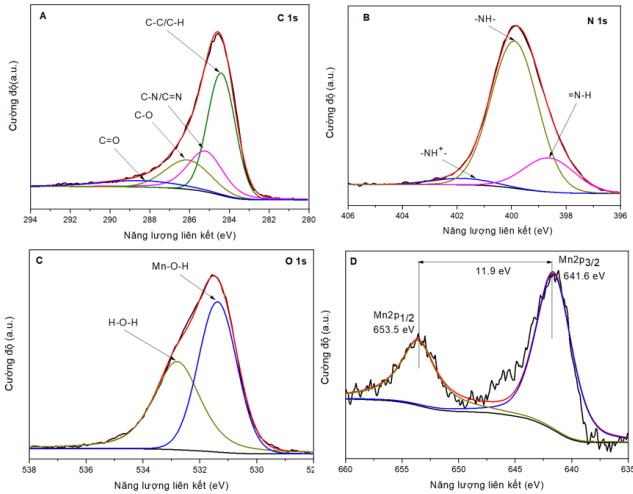 A
C 1s
C-C/C-H
C-N/C=N
C-O
C=O
Cường độ(a.u.)
294 292 290 288 286 284 282 280
Năng lượng liên kết (eV)
B
N 1s
-NH-
=N-H
-NH+-
Cường độ(a.u.)
406 404 402 400 398 396
Năng lượng liên kết (eV)
C
O 1s
Mn-O-H
H-O-H
Cường độ (a.u.)
538 536 534 532 530 52
Năng lượng liên kết (eV)
D
Mn2p3/2
641.6 eV
11.9 eV
Mn2p1/2
653.5 eV
Cường độ (a.u.)
660 655 650 645 640 635
Năng lượng liên kết (eV)